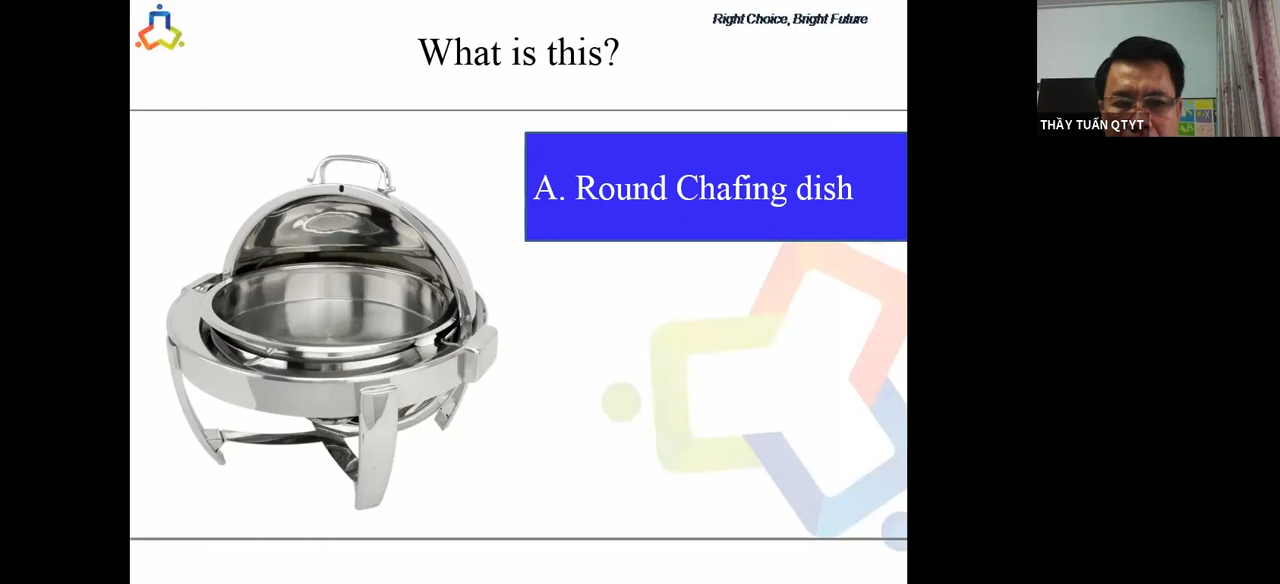 Right Choice, Bright Future
What is this?
A. Round Chafing dish
THẦY TUẤN QTYT